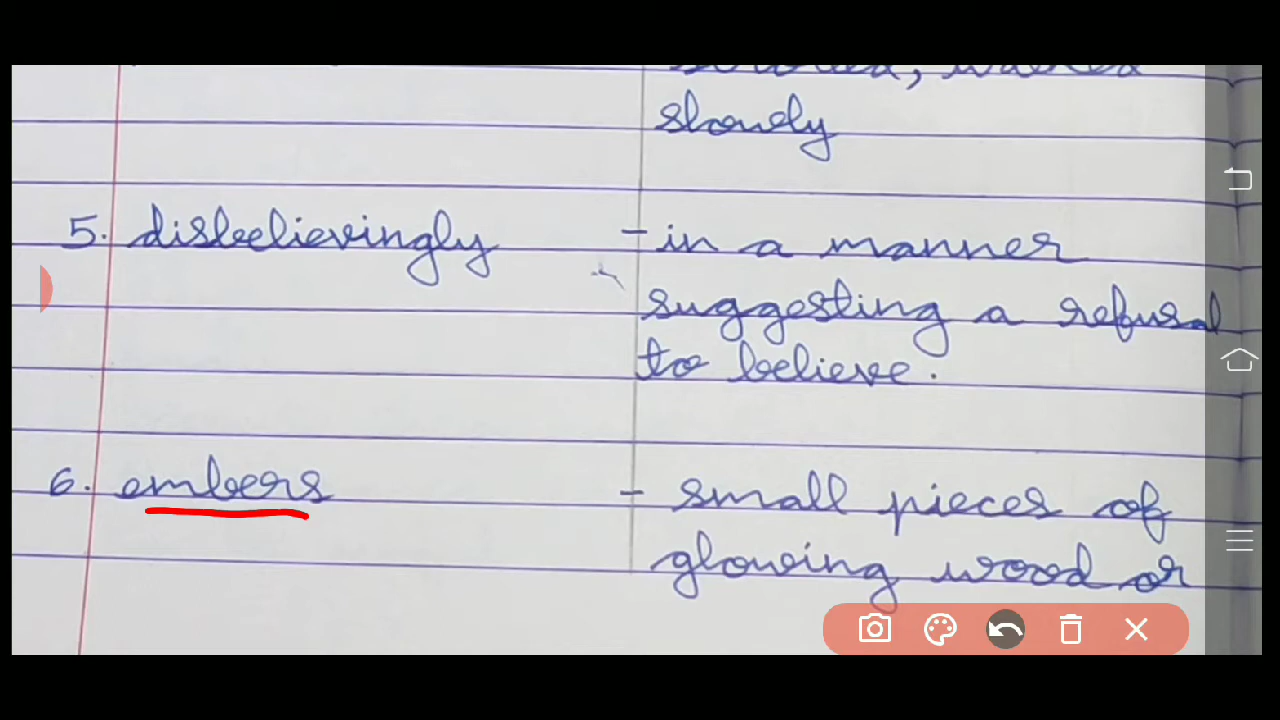 slowly
5. disbelievingly - in a manner
suggesting a refusal
to believe.
6. embers - small pieces of
glowing wood or